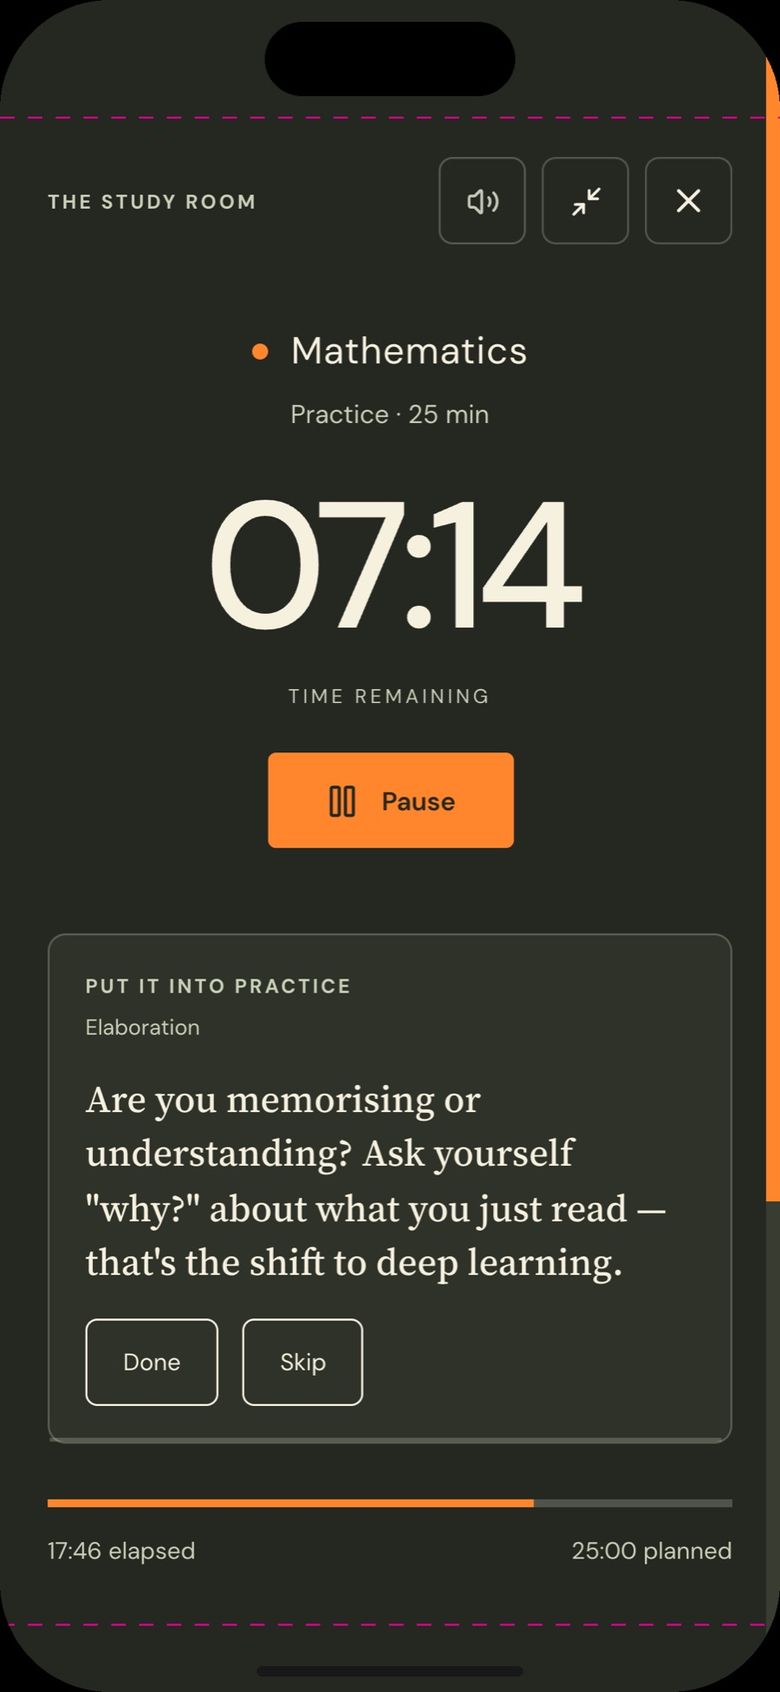 THE STUDY ROOM
Mathematics
Practice · 25 min
07:14
TIME REMAINING
Pause
PUT IT INTO PRACTICE
Elaboration
Are you memorising or
understanding? Ask yourself
"why?" about what you just read —
that's the shift to deep learning.
Done
Skip
17:46 elapsed
25:00 planned